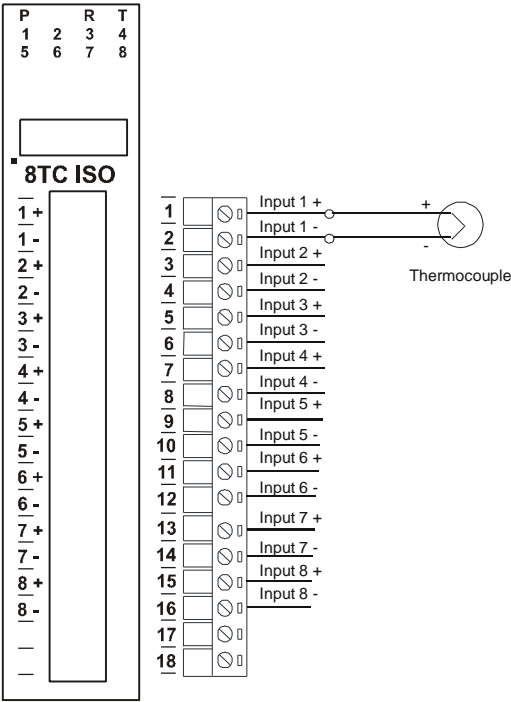 P R T
1 2 3 4
5 6 7 8
8TC ISO
1 +
1 -
2 +
2 -
3 +
3 -
4 +
4 -
5 +
5 -
6 +
6 -
7 +
7 -
8 +
8 -
1 Input 1 + +
2 Input 1 - -
3 Input 2 +
4 Input 2 -
5 Input 3 +
6 Input 3 -
7 Input 4 +
8 Input 4 -
9 Input 5 +
10 Input 5 -
11 Input 6 +
12 Input 6 -
13 Input 7 +
14 Input 7 -
15 Input 8 +
16 Input 8 -
17
18
Thermocouple